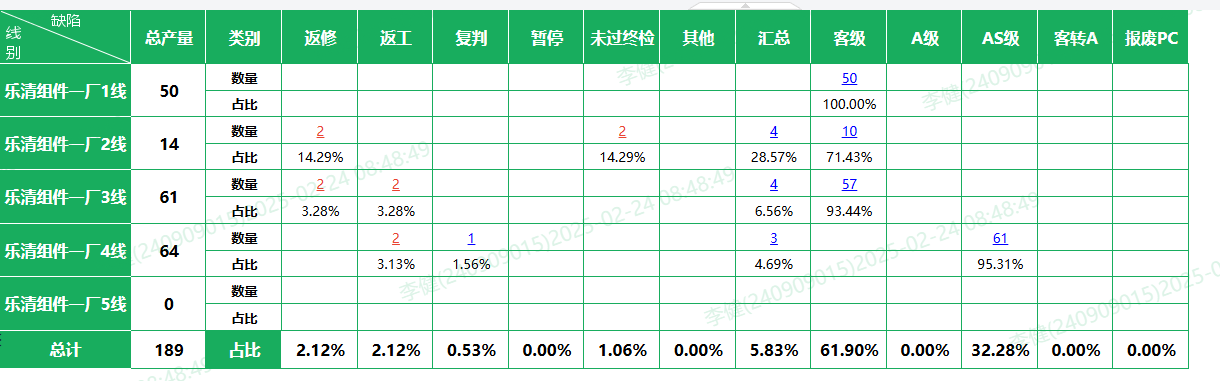 缺陷
线别
总产量 类别 返修 返工 复判 暂停 未过终检 其他 汇总 客级 A级 AS级 客转A 报废PC
乐清组件一厂1线 50 数量 50
占比 100.00%
乐清组件一厂2线 14 数量 2 2 4 10
占比 14.29% 14.29% 28.57% 71.43%
乐清组件一厂3线 61 数量 2 2 4 57
占比 3.28% 3.28% 6.56% 93.44%
乐清组件一厂4线 64 数量 2 1 3 61
占比 3.13% 1.56% 4.69% 95.31%
乐清组件一厂5线 0 数量
占比
总计 189 占比 2.12% 2.12% 0.53% 0.00% 1.06% 0.00% 5.83% 61.90% 0.00% 32.28% 0.00% 0.00%
李健(240909015)2025-02-24 08:48:49